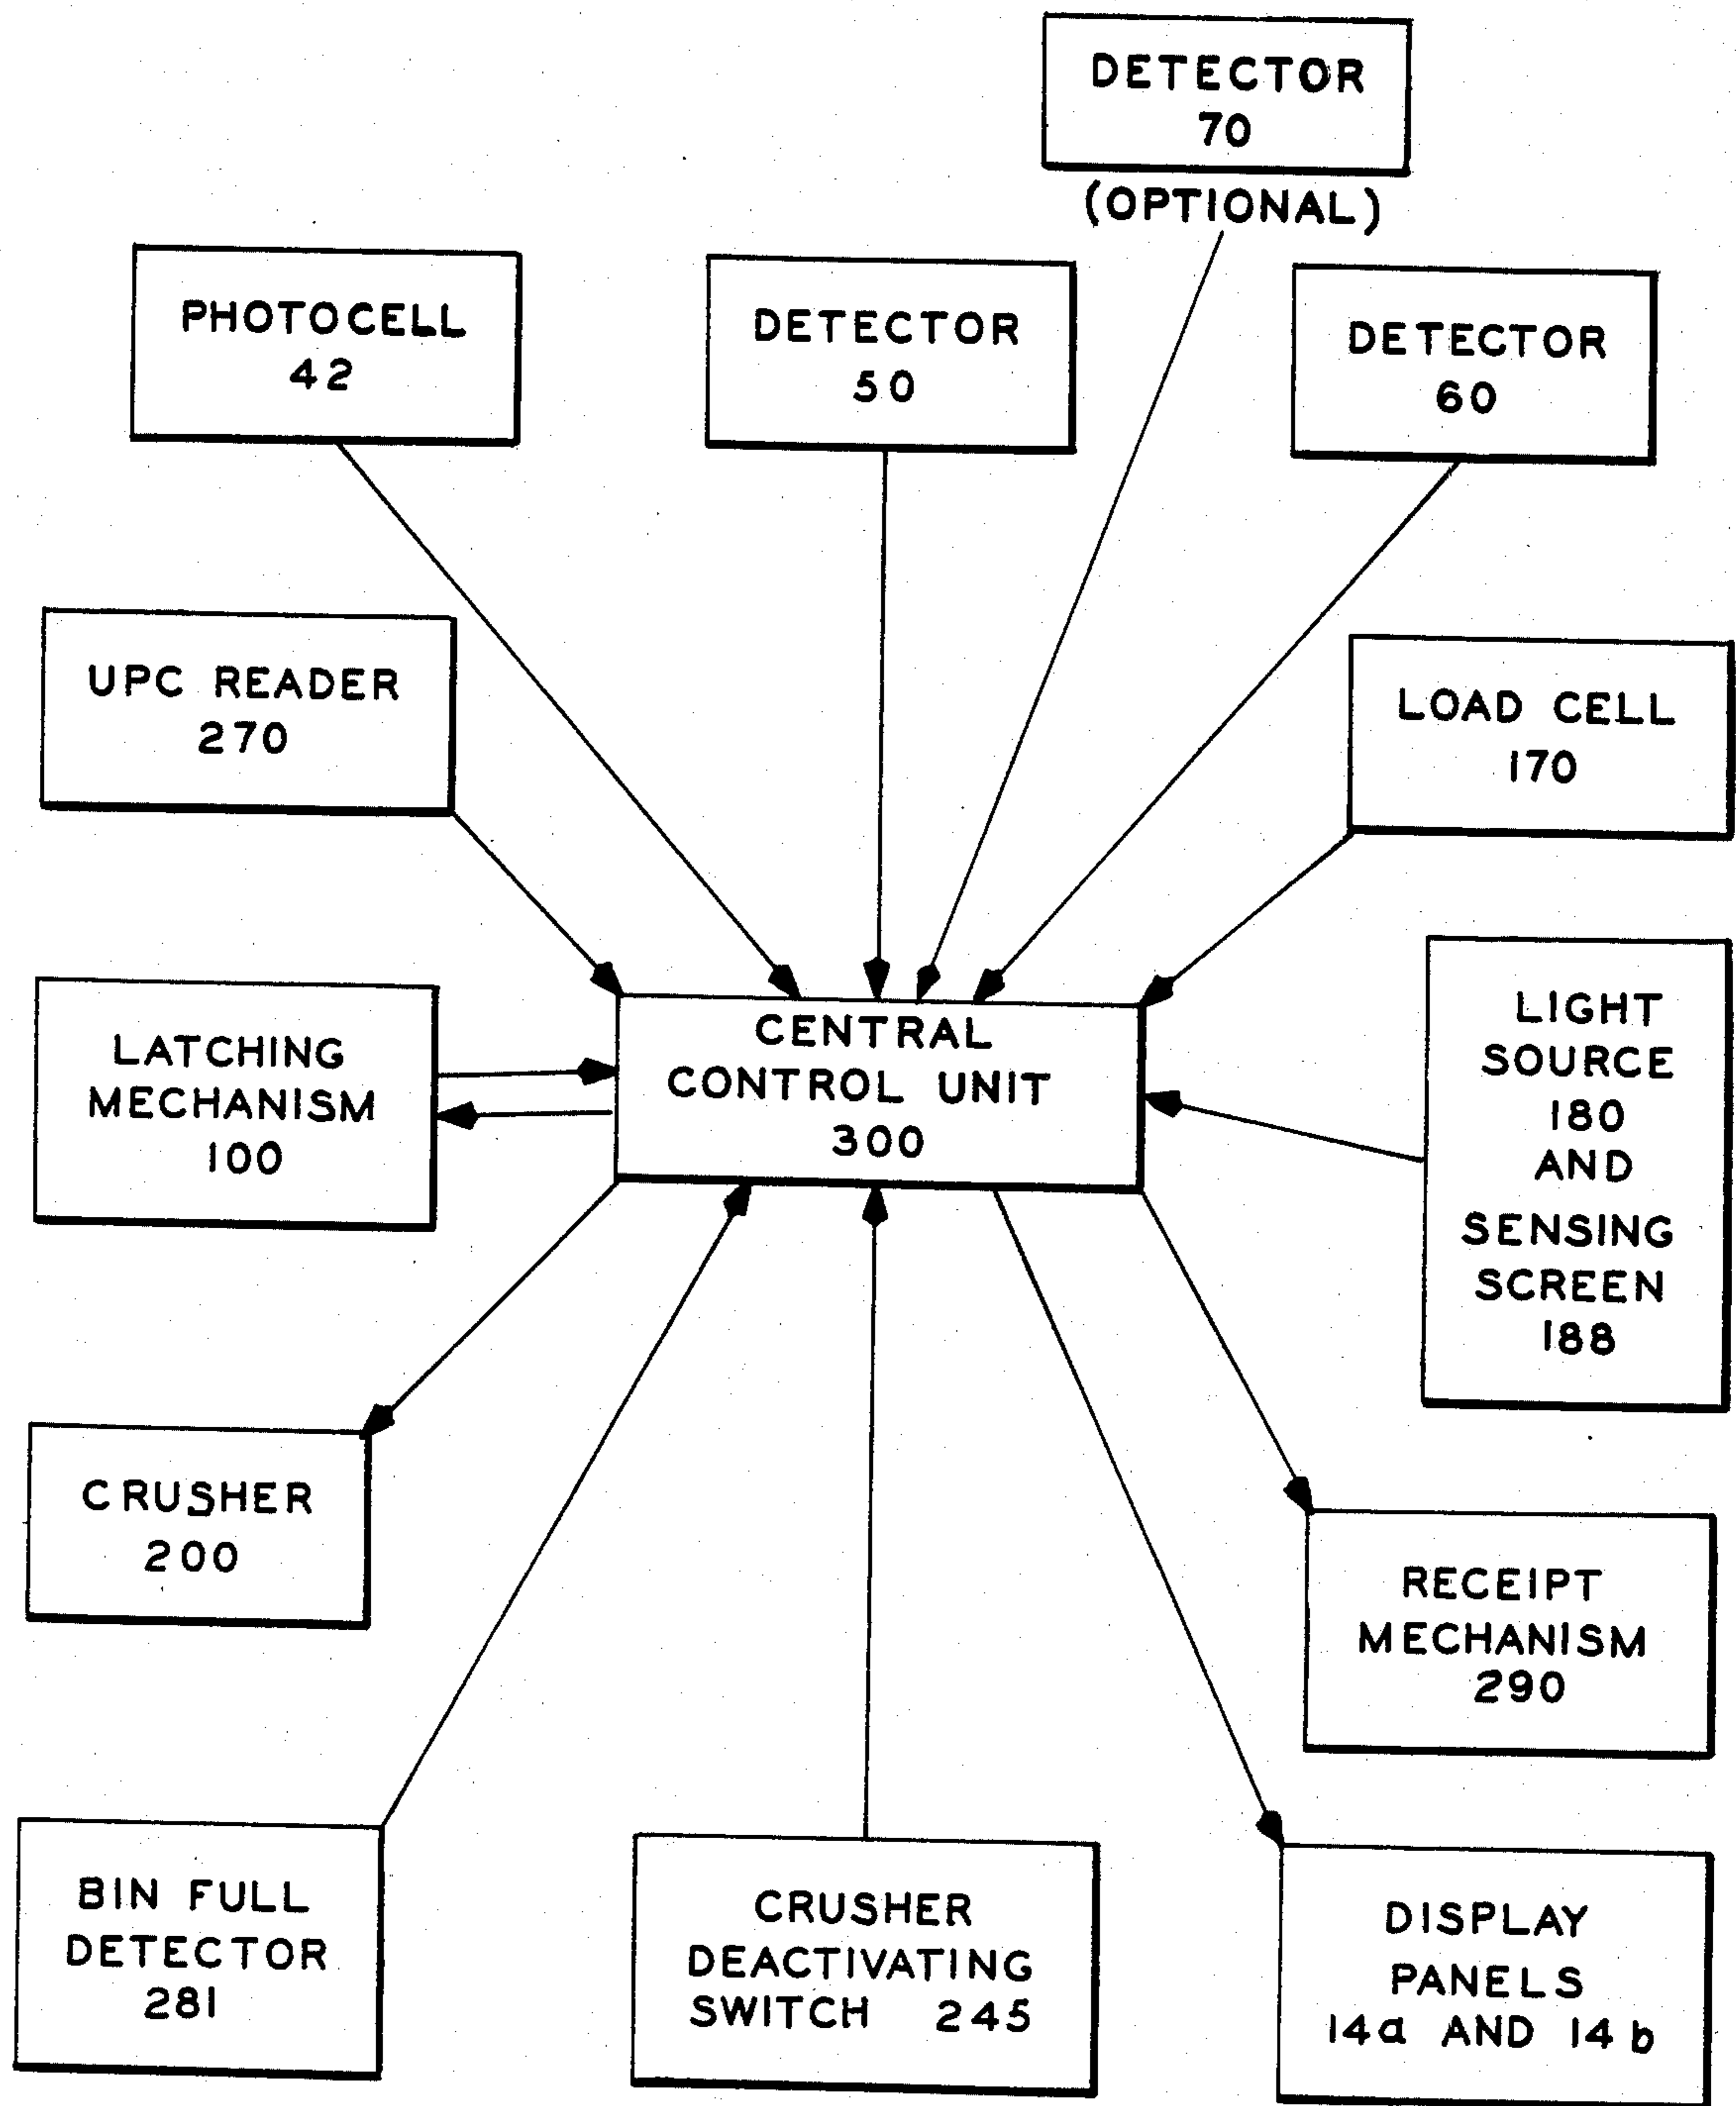 DETECTOR
70
(OPTIONAL)
PHOTOCELL
42
DETECTOR
50
DETECTOR
60
UPC READER
270
LOAD CELL
170
LATCHING
MECHANISM
100
CENTRAL
CONTROL UNIT
300
LIGHT
SOURCE
180
AND
SENSING
SCREEN
188
CRUSHER
200
RECEIPT
MECHANISM
290
BIN FULL
DETECTOR
281
CRUSHER
DEACTIVATING
SWITCH 245
DISPLAY
PANELS
14a AND 14b